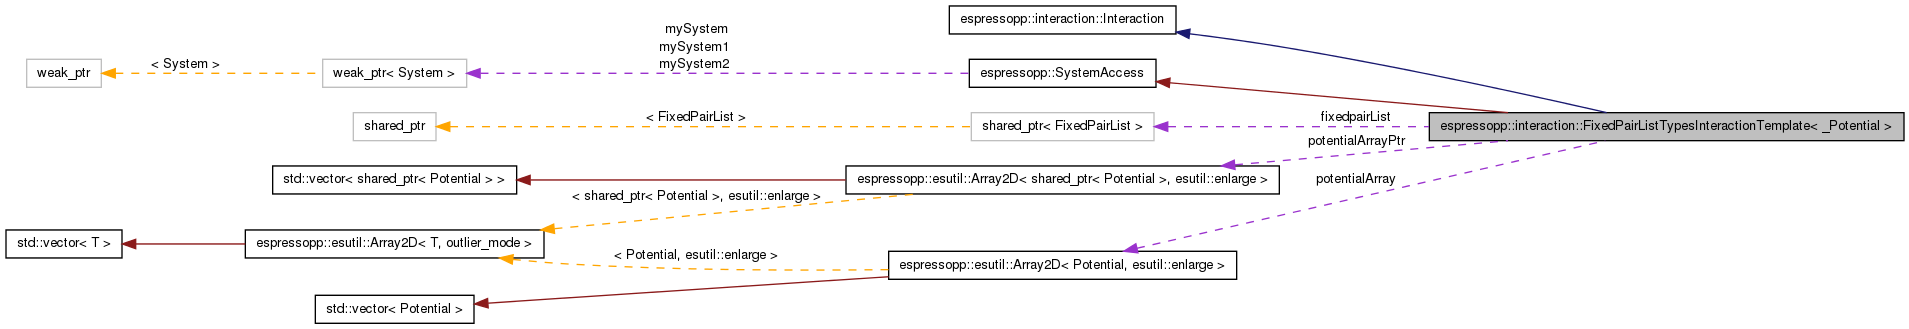 espressopp::interaction::Interaction
mySystem
mySystem1
mySystem2
< System >
weak_ptr
weak_ptr< System >
espressopp::SystemAccess
< FixedPairList >
fixedpairList
shared_ptr
shared_ptr< FixedPairList >
espressopp::interaction::FixedPairListTypesInteractionTemplate< _Potential >
potentialArrayPtr
std::vector< shared_ptr< Potential > >
espressopp::esutil::Array2D< shared_ptr< Potential >, esutil::enlarge >
potentialArray
< shared_ptr< Potential >, esutil::enlarge >
std::vector< T >
espressopp::esutil::Array2D< T, outlier_mode >
< Potential, esutil::enlarge >
espressopp::esutil::Array2D< Potential, esutil::enlarge >
std::vector< Potential >